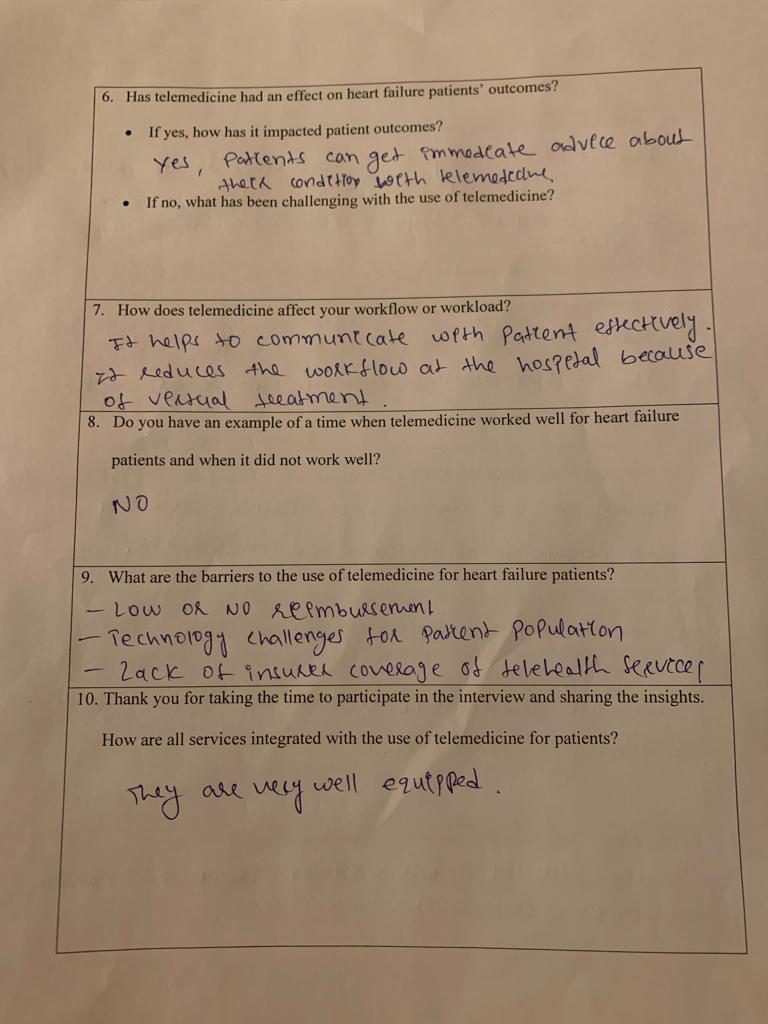 6. Has telemedicine had an effect on heart failure patients' outcomes?
• If yes, how has it impacted patient outcomes?
Yes, Patients can get immediate advice about
their condition with telemedicine.
• If no, what has been challenging with the use of telemedicine?
7. How does telemedicine affect your workflow or workload?
It helps to communicate with Patient effectively.
It reduces the workflow at the hospital because
of virtual treatment.
8. Do you have an example of a time when telemedicine worked well for heart failure
patients and when it did not work well?
NO
9. What are the barriers to the use of telemedicine for heart failure patients?
- Low or NO reimbursement
- Technology challenges for patient population
- Lack of insurer coverage of telehealth services
10. Thank you for taking the time to participate in the interview and sharing the insights.
How are all services integrated with the use of telemedicine for patients?
They are very well equipped.